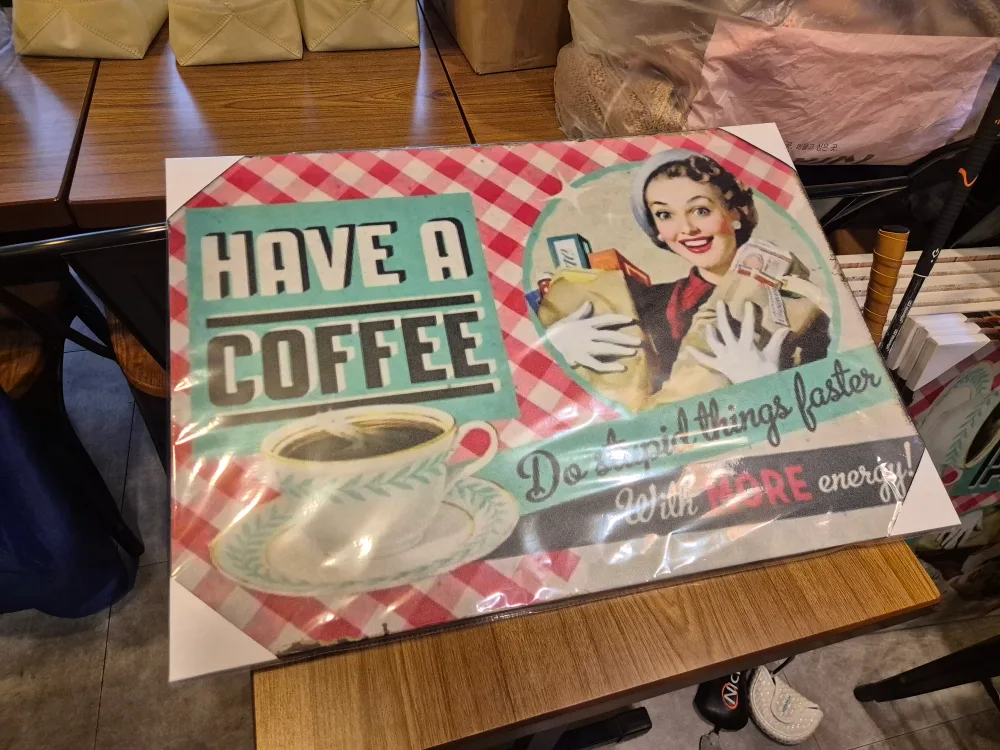 HAVE A
COFFEE
Do stupid things faster
With MORE energy!